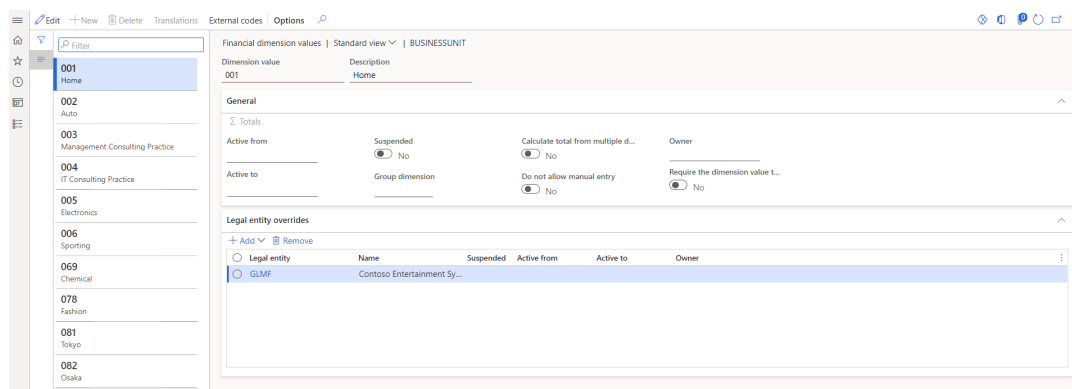 Edit New Delete Translations External codes Options
0
Filter
001
Home
002
Auto
003
Management Consulting Practice
004
IT Consulting Practice
005
Electronics
006
Sporting
069
Chemical
078
Fashion
081
Tokyo
082
Osaka
Financial dimension values | Standard view | BUSINESSUNIT
Dimension value Description
001 Home
General
Σ Totals
Active from Suspended Calculate total from multiple d... Owner
No No
Active to Group dimension Do not allow manual entry Require the dimension value t...
No No
Legal entity overrides
Add Remove
Legal entity Name Suspended Active from Active to Owner
GLMF Contoso Entertainment Sy...